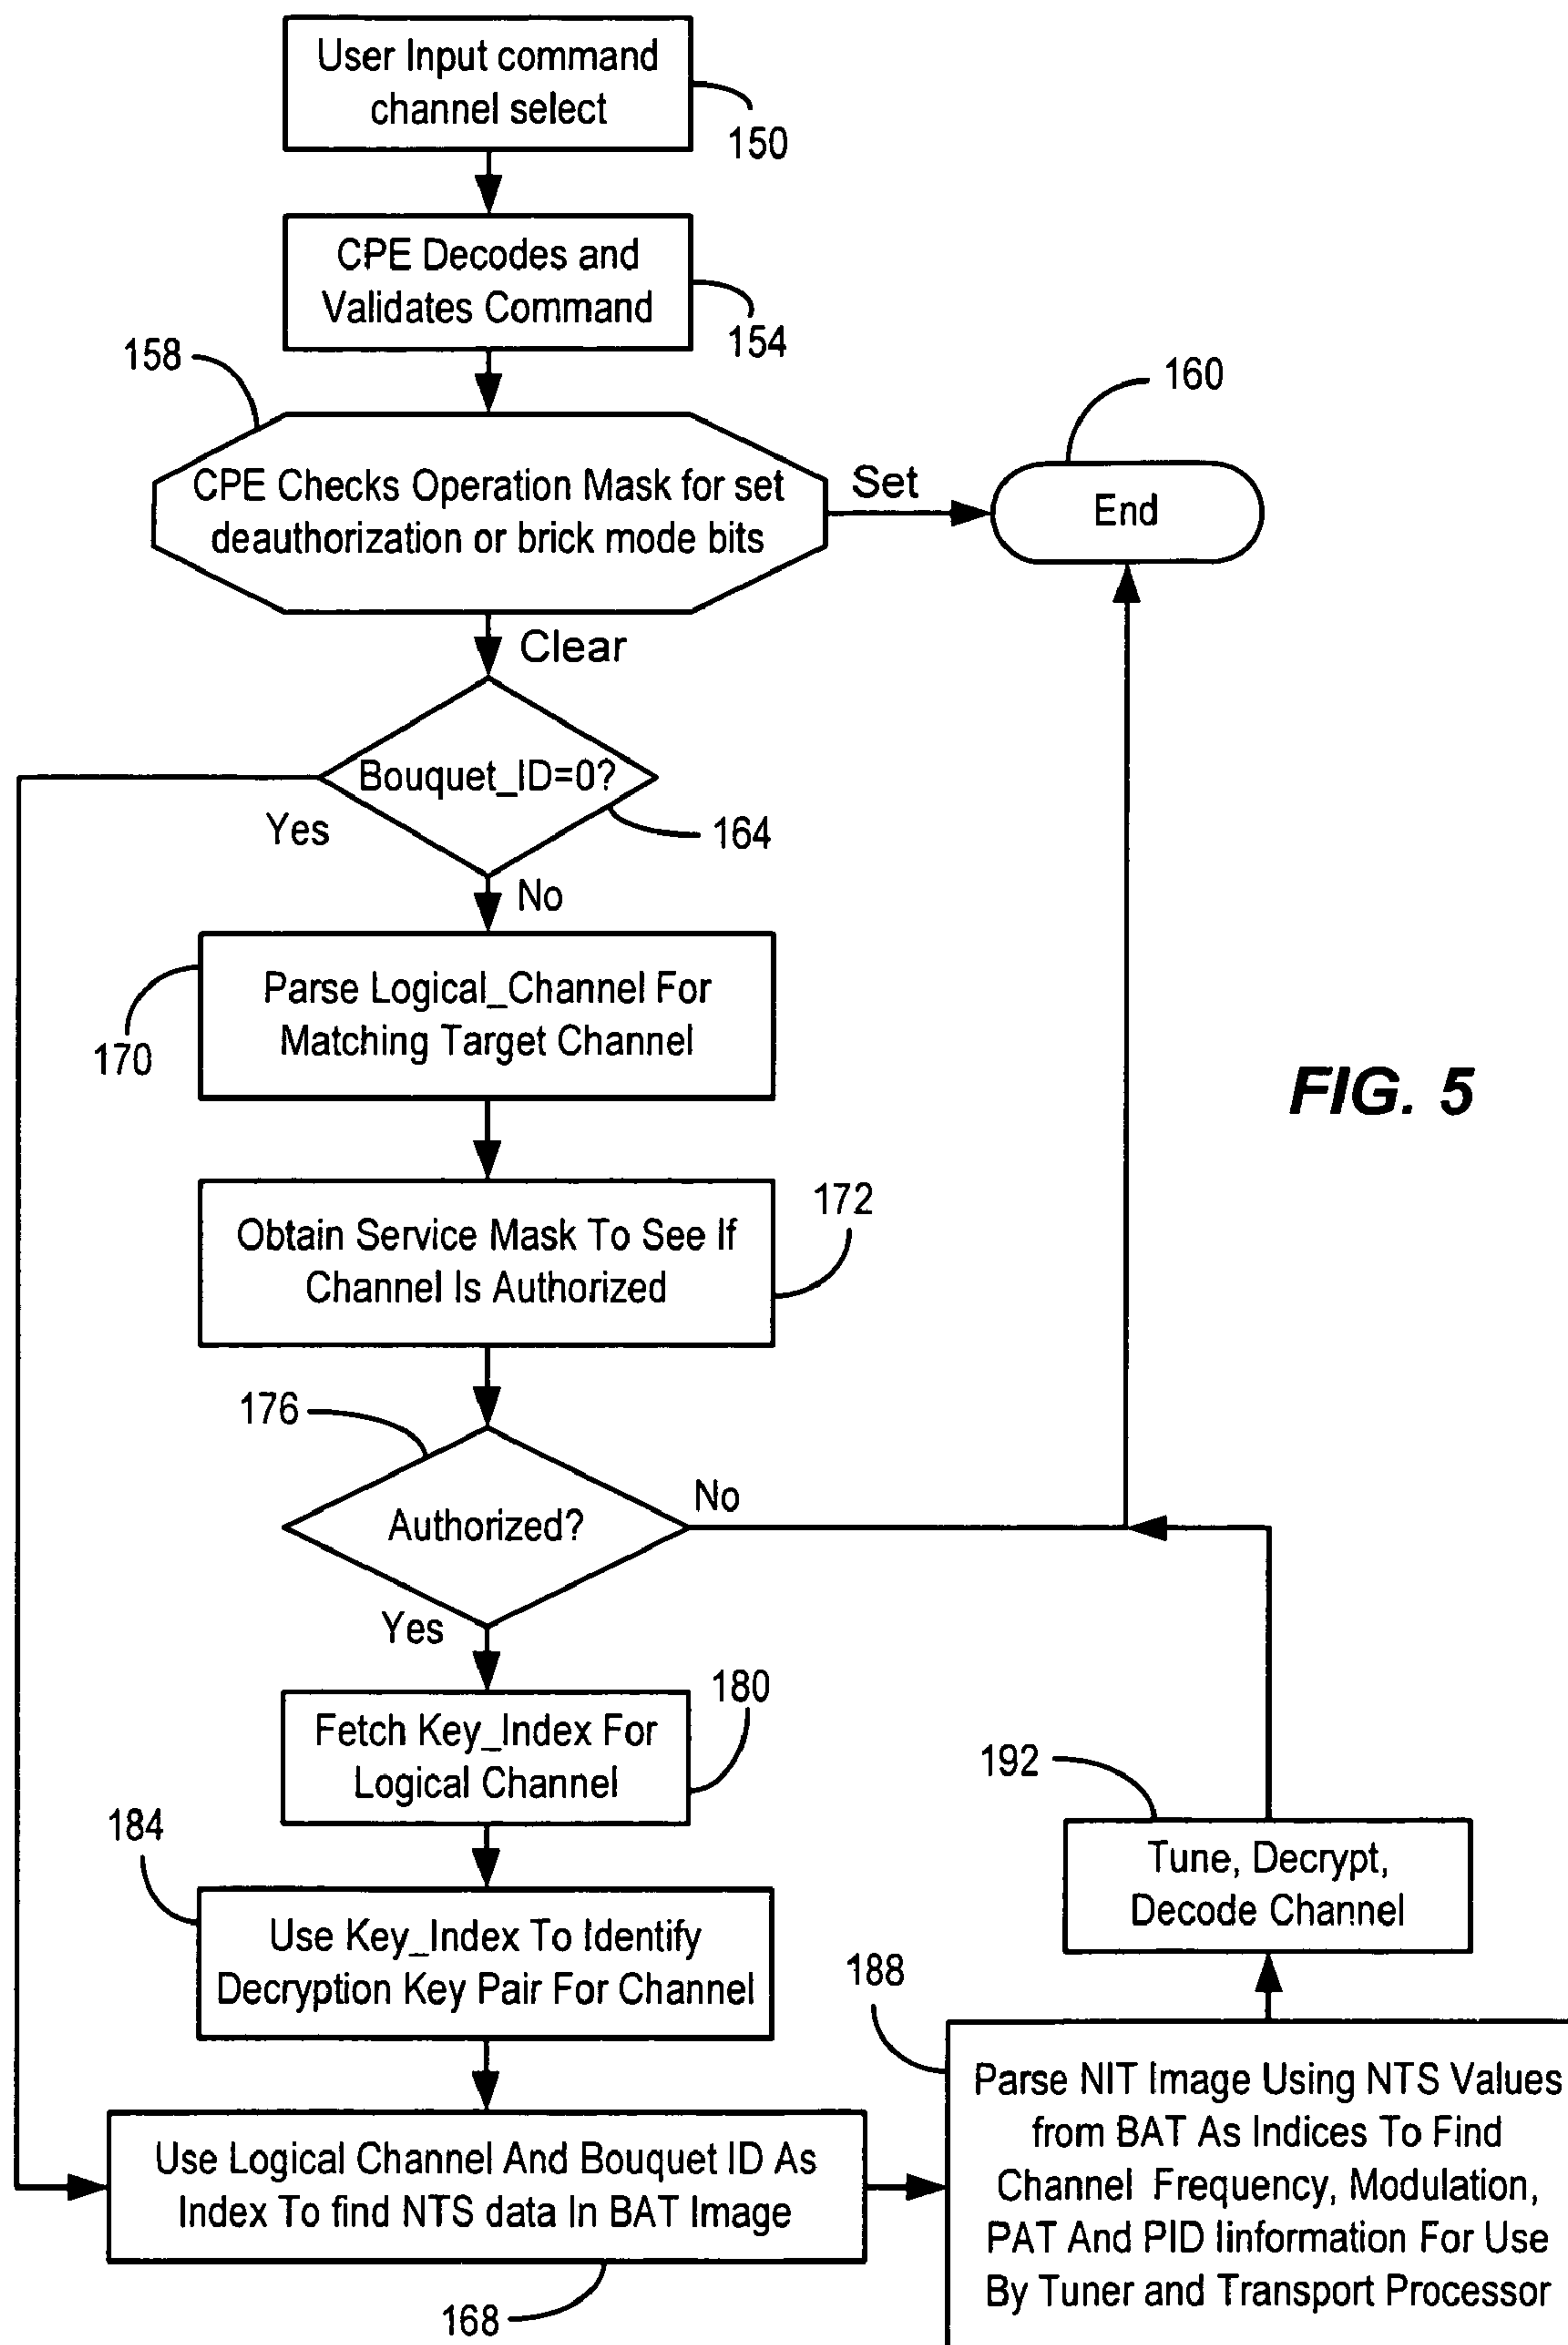 User Input command
channel select
150
CPE Decodes and
Validates Command
154
158
160
CPE Checks Operation Mask for set
deauthorization or brick mode bits
Set
End
Clear
Bouquet_ID=0?
Yes
164
No
Parse Logical_Channel For
Matching Target Channel
170
FIG. 5
Obtain Service Mask To See If
Channel Is Authorized
172
176
Authorized?
No
Yes
Fetch Key_Index For
Logical Channel
180
184
Use Key_Index To Identify
Decryption Key Pair For Channel
192
Tune, Decrypt,
Decode Channel
188
Use Logical Channel And Bouquet ID As
Index To find NTS data In BAT Image
168
Parse NIT Image Using NTS Values
from BAT As Indices To Find
Channel Frequency, Modulation,
PAT And PID Iinformation For Use
By Tuner and Transport Processor